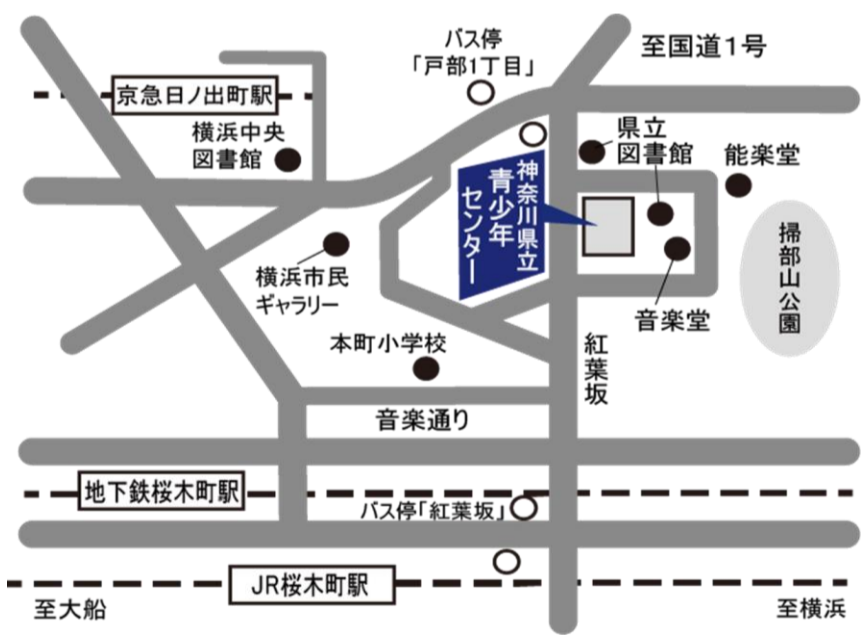 バス停
「戸部1丁目」
至国道1号
京急日ノ出町駅
横浜中央
図書館
県立
図書館
能楽堂
神奈川県立
青少年
センター
掃部山公園
横浜市民
ギャラリー
音楽堂
本町小学校
紅葉坂
音楽通り
地下鉄桜木町駅
バス停「紅葉坂」
JR桜木町駅
至大船
至横浜